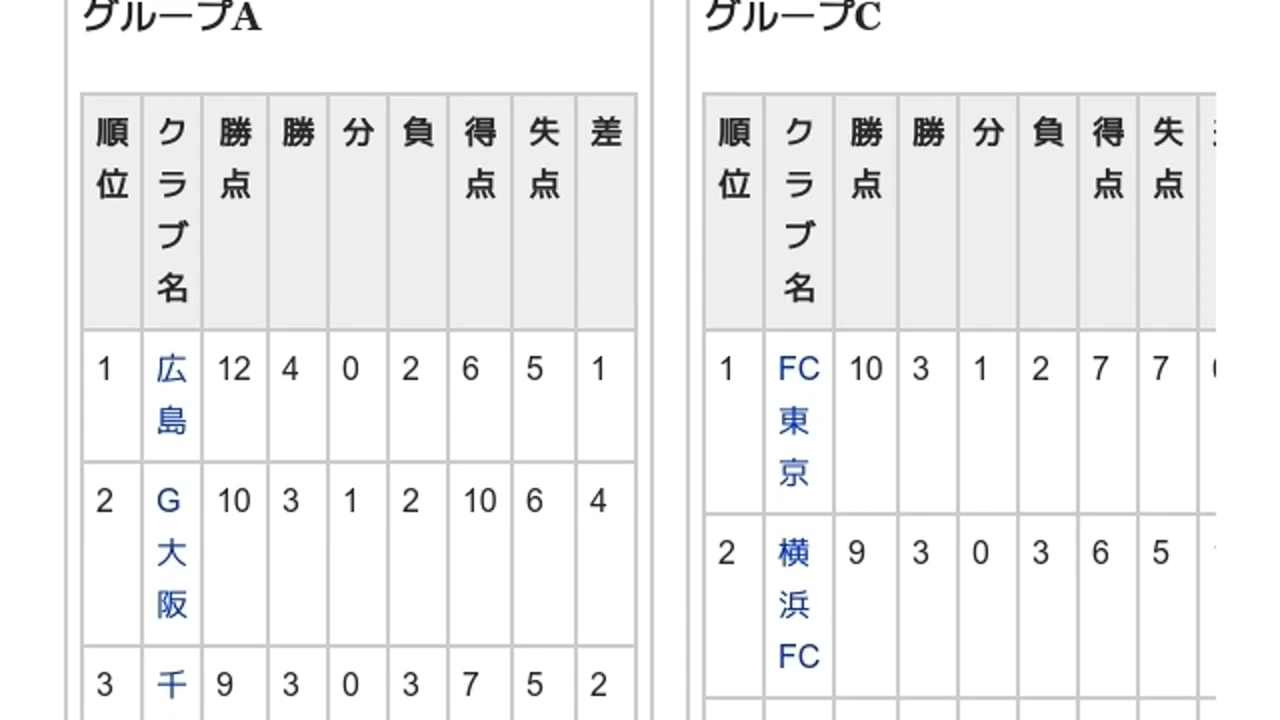 グループA
順位 クラブ名 勝点 勝 分 負 得点 失点 差
1 広島 12 4 0 2 6 5 1
2 G大阪 10 3 1 2 10 6 4
3 千 9 3 0 3 7 5 2
グループC
順位 クラブ名 勝点 勝 分 負 得点 失点
1 FC東京 10 3 1 2 7 7
2 横浜FC 9 3 0 3 6 5